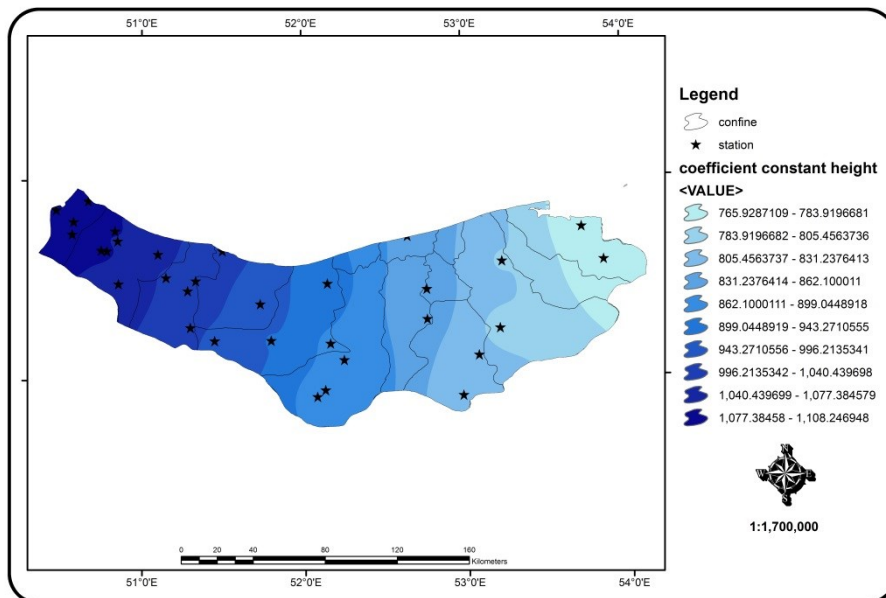 51°0'E 52°0'E 53°0'E 54°0'E
Legend
confine
station
coefficient constant height
<VALUE>
765.9287109 - 783.9196681
783.9196682 - 805.4563736
805.4563737 - 831.2376413
831.2376414 - 862.100011
862.1000111 - 899.0448918
899.0448919 - 943.2710555
943.2710556 - 996.2135341
996.2135342 - 1,040.439698
1,040.439699 - 1,077.384579
1,077.38458 - 1,108.246948
N
W E
S
1:1,700,000
0 20 40 80 120 160
Kilometers
51°0'E 52°0'E 53°0'E 54°0'E